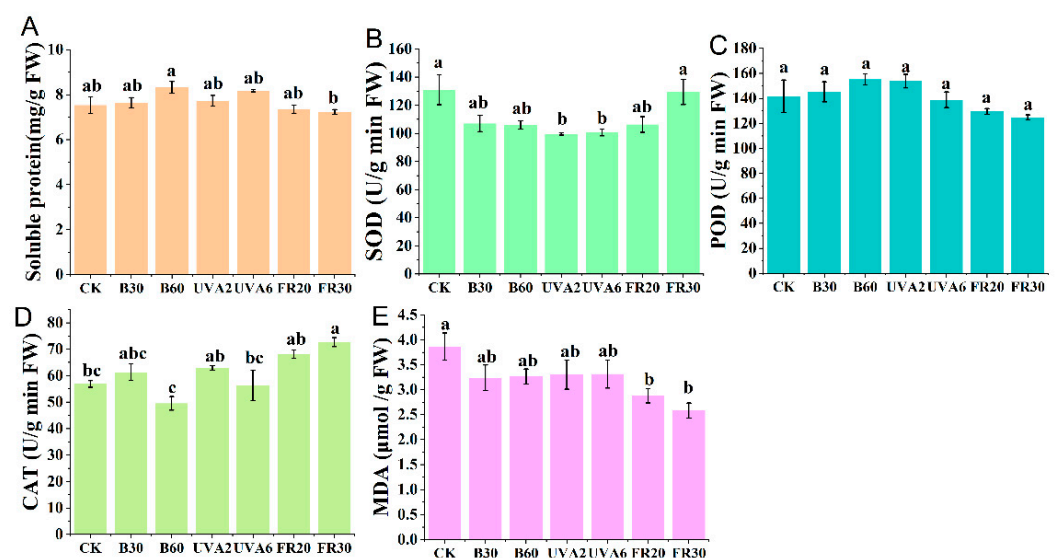 A
Soluble protein(mg/g FW)
10
8
6
4
2
0
ab
ab
a
ab
ab
ab
b
CK B30 B60 UVA2 UVA6 FR20 FR30
B
SOD (U/g min FW)
160
140
120
100
80
60
40
20
0
a
ab
ab
b
b
ab
a
CK B30 B60 UVA2 UVA6 FR20 FR30
C
POD (U/g min FW)
180
160
140
120
100
80
60
40
20
0
a
a
a
a
a
a
a
CK B30 B60 UVA2 UVA6 FR20 FR30
D
CAT (U/g min FW)
80
70
60
50
40
30
20
10
0
bc
abc
c
ab
bc
ab
a
CK B30 B60 UVA2 UVA6 FR20 FR30
E
MDA (μmol /g FW)
4.5
4.0
3.5
3.0
2.5
2.0
1.5
1.0
0.5
0.0
a
ab
ab
ab
ab
b
b
CK B30 B60 UVA2 UVA6 FR20 FR30